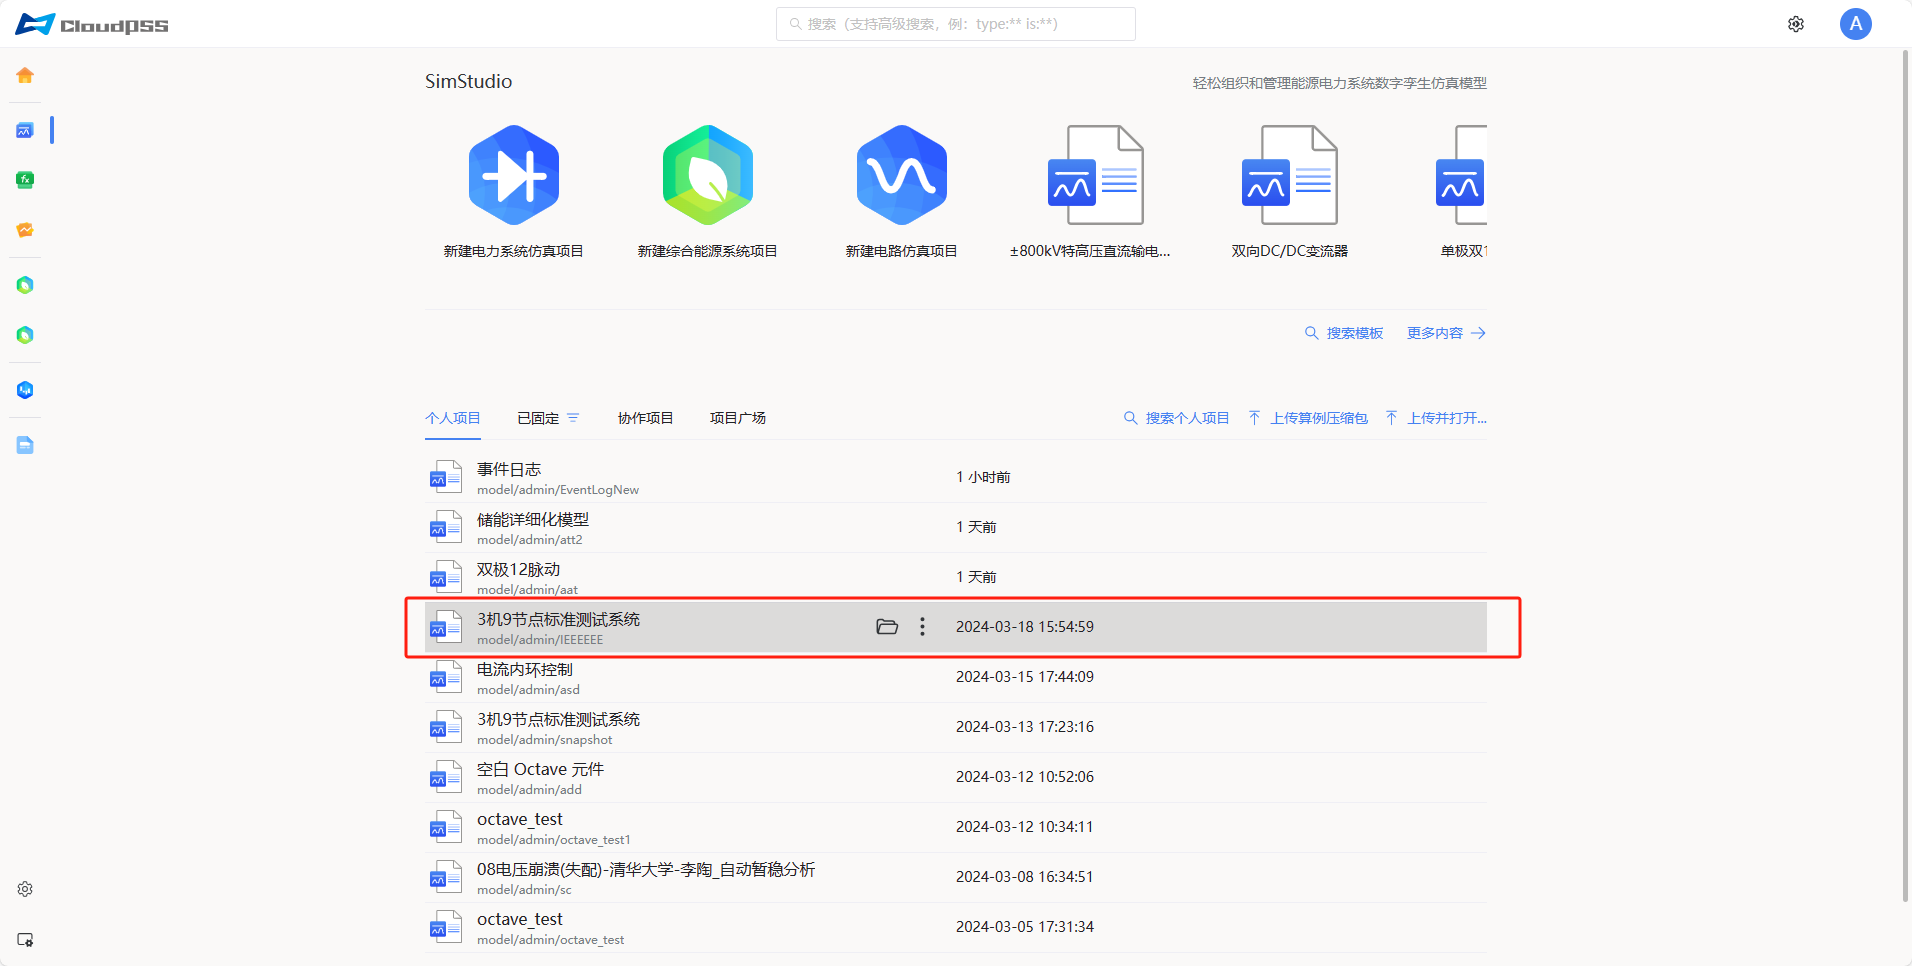 CloudPSS
搜索（支持高级搜索，例：type:** is:**）
A
SimStudio
轻松组织和管理能源电力系统数字孪生仿真模型
新建电力系统仿真项目
新建综合能源系统项目
新建电路仿真项目
±800kV特高压直流输电...
双向DC/DC变流器
单极双1
搜索模板
更多内容
个人项目
已固定
协作项目
项目广场
搜索个人项目
上传算例压缩包
上传并打开...
事件日志
model/admin/EventLogNew
1 小时前
储能详细化模型
model/admin/att2
1 天前
双极12脉动
model/admin/aat
1 天前
3机9节点标准测试系统
model/admin/IEEEEEE
2024-03-18 15:54:59
电流内环控制
model/admin/asd
2024-03-15 17:44:09
3机9节点标准测试系统
model/admin/snapshot
2024-03-13 17:23:16
空白 Octave 元件
model/admin/add
2024-03-12 10:52:06
octave_test
model/admin/octave_test1
2024-03-12 10:34:11
08电压崩溃(失配)-清华大学-李陶_自动暂稳分析
model/admin/sc
2024-03-08 16:34:51
octave_test
model/admin/octave_test
2024-03-05 17:31:34